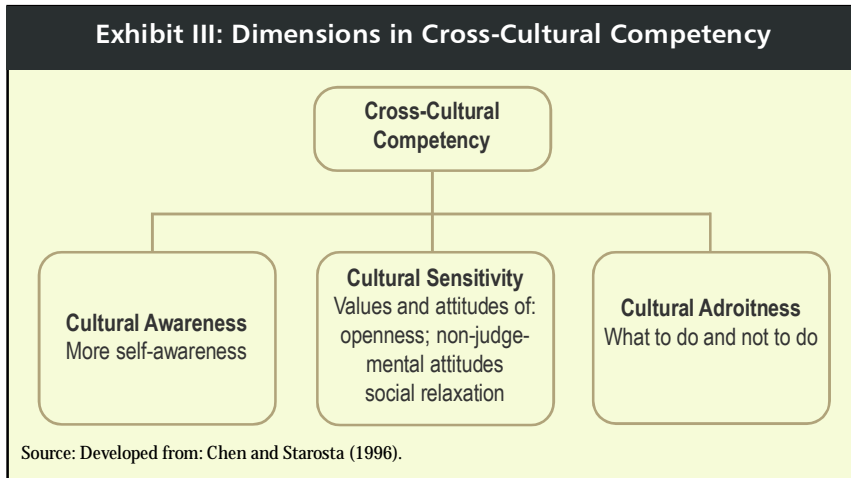 Exhibit III: Dimensions in Cross-Cultural Competency
Cross-Cultural
Competency
Cultural Awareness
More self-awareness
Cultural Sensitivity
Values and attitudes of:
openness; non-judge-
mental attitudes
social relaxation
Cultural Adroitness
What to do and not to do
Source: Developed from: Chen and Starosta (1996).